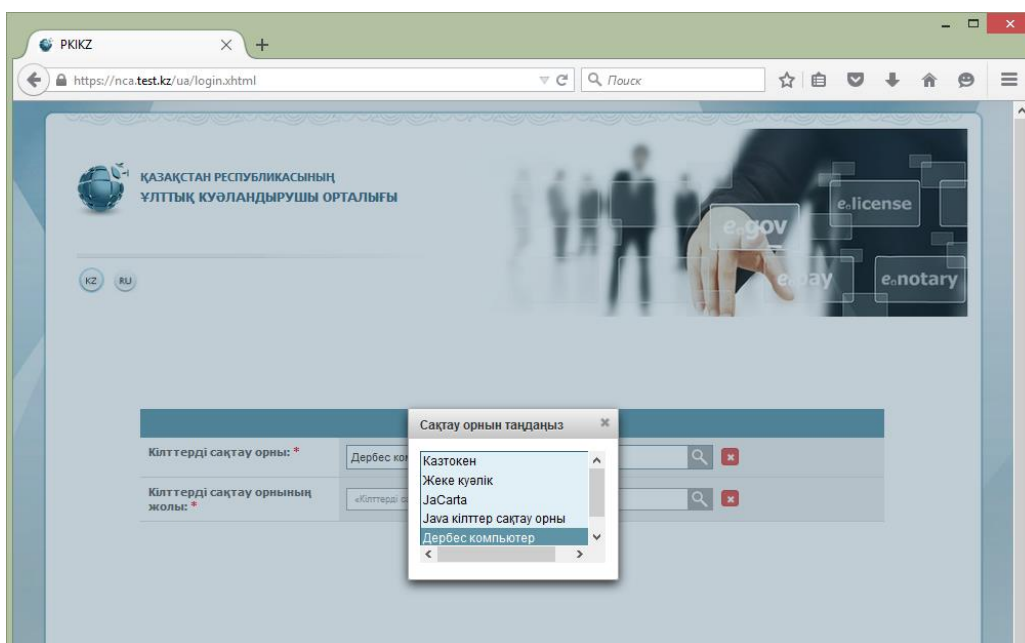 PKIKZ
https://nca.test.kz/ua/login.xhtml
Поиск
ҚАЗАҚСТАН РЕСПУБЛИКАСЫНЫҢ
ҰЛТТЫҚ КУӘЛАНДЫРУШЫ ОРТАЛЫҒЫ
e.gov
e.license
e.pay
e.notary
KZ RU
Сақтау орнын таңдаңыз
Кілттерді сақтау орны: *
Дербес ком
Кілттерді сақтау орнының
жолы: *
«Кілттерді
Казтокен
Жеке куәлік
JaCarta
Java кілттер сақтау орны
Дербес компьютер